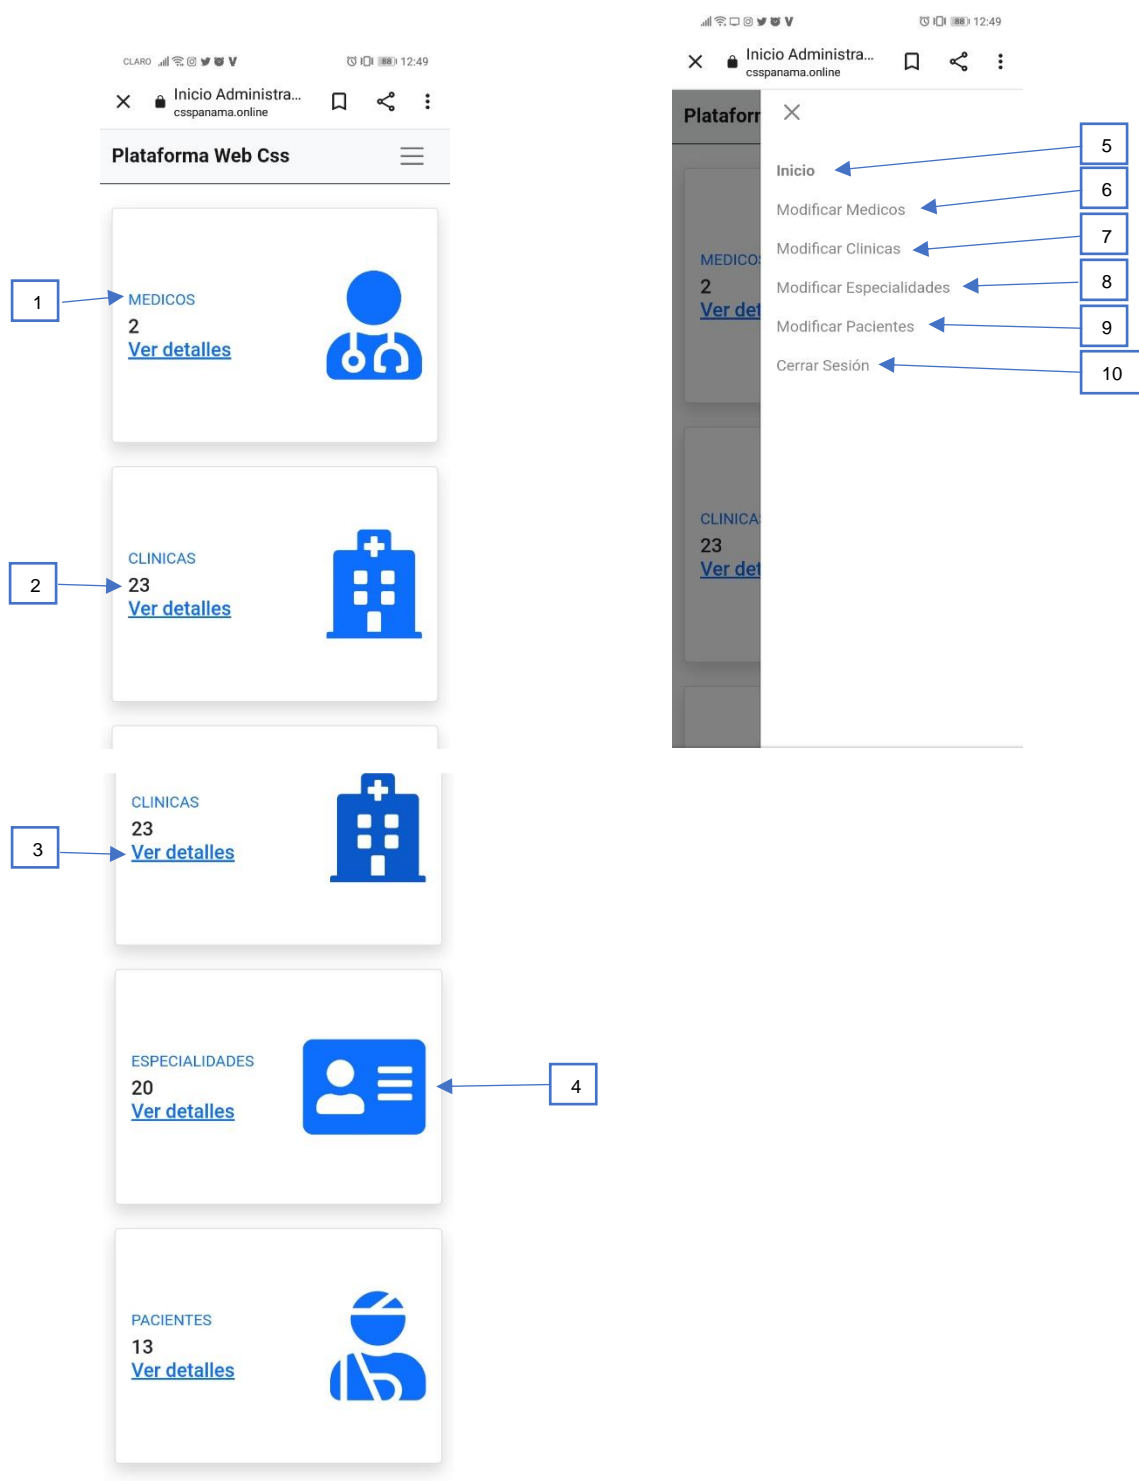 CLARO
V
88
12:49
Inicio Administra...
csspanama.online
Plataforma Web Css
1
MEDICOS
2
Ver detalles
2
CLINICAS
23
Ver detalles
V
88
12:49
Inicio Administra...
csspanama.online
Platafor
MEDICO
2
Ver det
CLINICA
23
Ver det
Inicio
Modificar Medicos
Modificar Clinicas
Modificar Especialidades
Modificar Pacientes
Cerrar Sesión
5
6
7
8
9
10
3
CLINICAS
23
Ver detalles
ESPECIALIDADES
20
Ver detalles
4
PACIENTES
13
Ver detalles